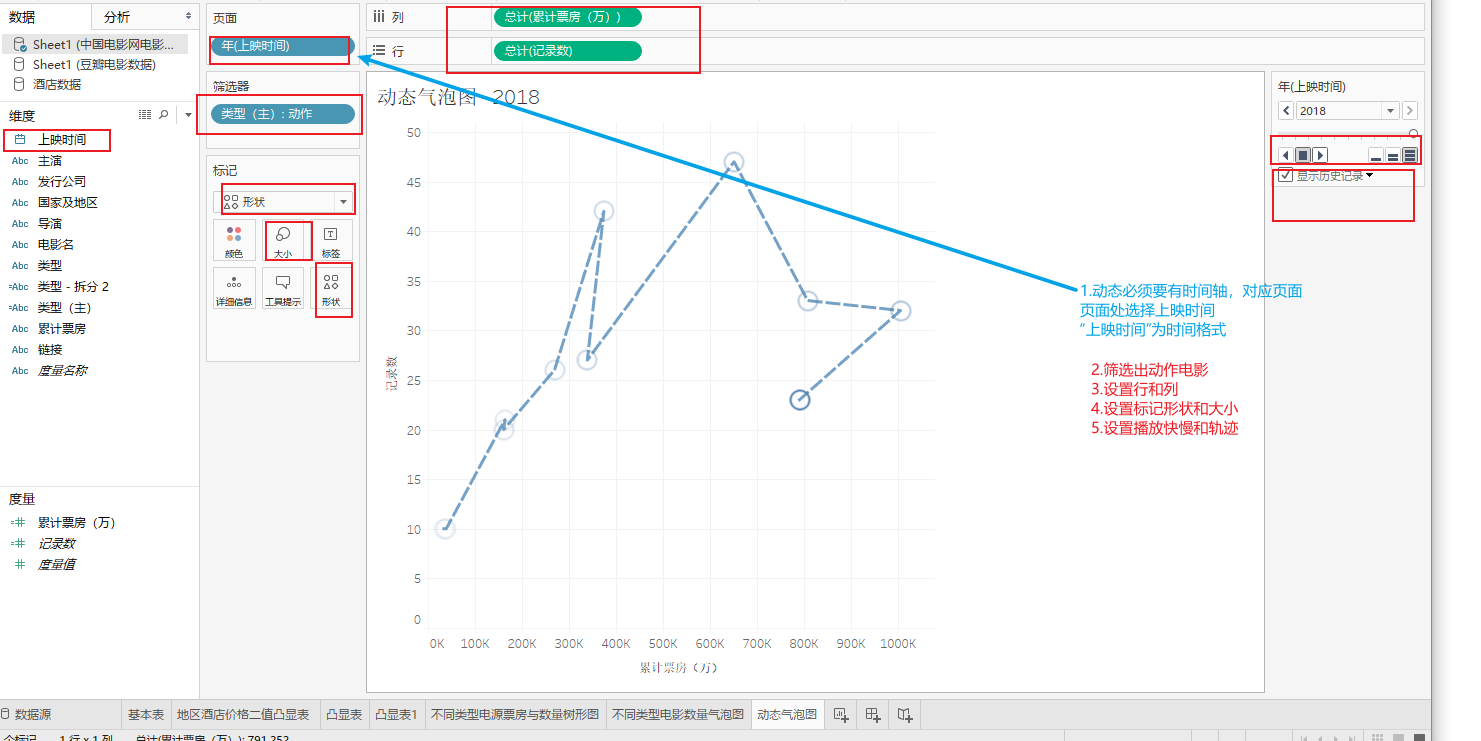 数据
分析
Sheet1 (中国电影网电影...
Sheet1 (豆瓣电影数据)
酒店数据
维度
上映时间
Abc 主演
Abc 发行公司
Abc 国家及地区
Abc 导演
Abc 电影名
Abc 类型
=Abc 类型 - 拆分 2
=Abc 类型（主）
Abc 累计票房
Abc 链接
Abc 度量名称
度量
=# 累计票房（万）
=# 记录数
# 度量值
页面
年(上映时间)
筛选器
类型（主）: 动作
标记
形状
颜色
大小
标签
详细信息
工具提示
形状
列
总计(累计票房（万）)
行
总计(记录数)
动态气泡图 2018
50
45
40
35
30
25
20
15
10
5
0
记录数
0K 100K 200K 300K 400K 500K 600K 700K 800K 900K 1000K
累计票房（万）
年(上映时间)
2018
显示历史记录
1.动态必须要有时间轴，对应页面
页面处选择上映时间
“上映时间”为时间格式
2.筛选出动作电影
3.设置行和列
4.设置标记形状和大小
5.设置播放快慢和轨迹
数据源
基本表
地区酒店价格二值凸显表
凸显表
凸显表1
不同类型电源票房与数量树形图
不同类型电影数量气泡图
动态气泡图
个标记 1 行 x 1 列 总计(累计票房（万）): 791,252